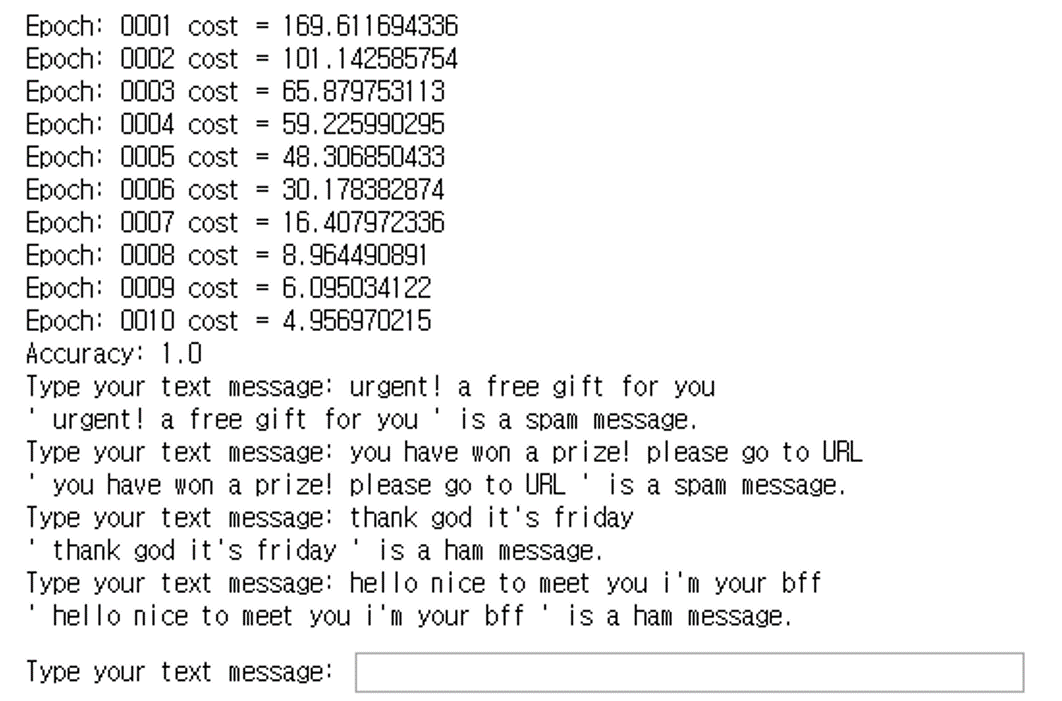 Epoch: 0001 cost = 169.611694336
Epoch: 0002 cost = 101.142585754
Epoch: 0003 cost = 65.879753113
Epoch: 0004 cost = 59.225990295
Epoch: 0005 cost = 48.306850433
Epoch: 0006 cost = 30.178382874
Epoch: 0007 cost = 16.407972336
Epoch: 0008 cost = 8.964490891
Epoch: 0009 cost = 6.095034122
Epoch: 0010 cost = 4.956970215
Accuracy: 1.0
Type your text message: urgent! a free gift for you
' urgent! a free gift for you ' is a spam message.
Type your text message: you have won a prize! please go to URL
' you have won a prize! please go to URL ' is a spam message.
Type your text message: thank god it's friday
' thank god it's friday ' is a ham message.
Type your text message: hello nice to meet you i'm your bff
' hello nice to meet you i'm your bff ' is a ham message.
Type your text message: